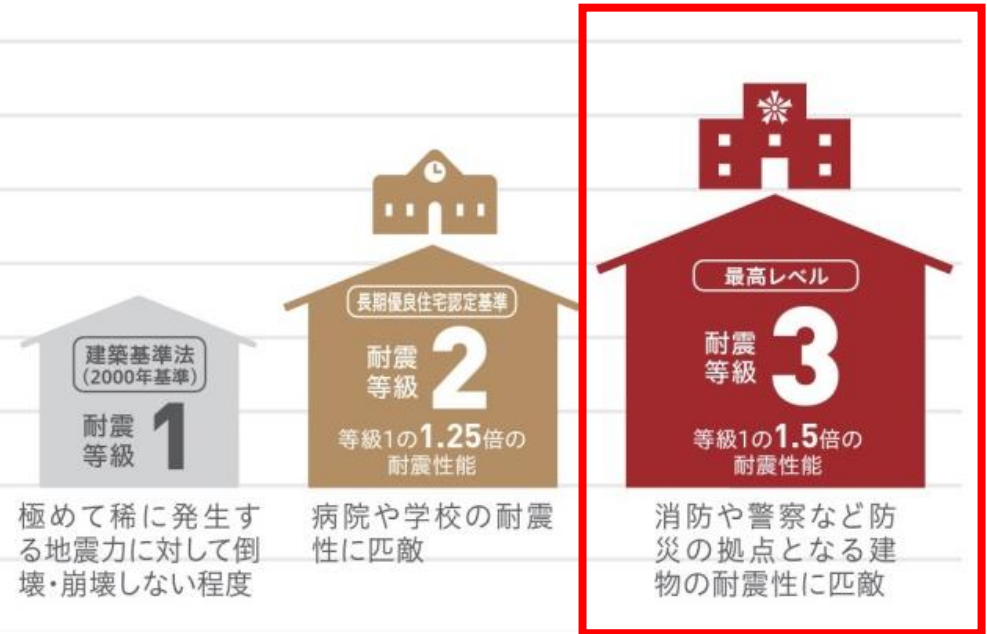 建築基準法
(2000年基準)
耐震
等級
1
極めて稀に発生す
る地震力に対して倒
壊・崩壊しない程度
長期優良住宅認定基準
耐震
等級
2
等級1の1.25倍の
耐震性能
病院や学校の耐震
性に匹敵
最高レベル
耐震
等級
3
等級1の1.5倍の
耐震性能
消防や警察など防
災の拠点となる建
物の耐震性に匹敵